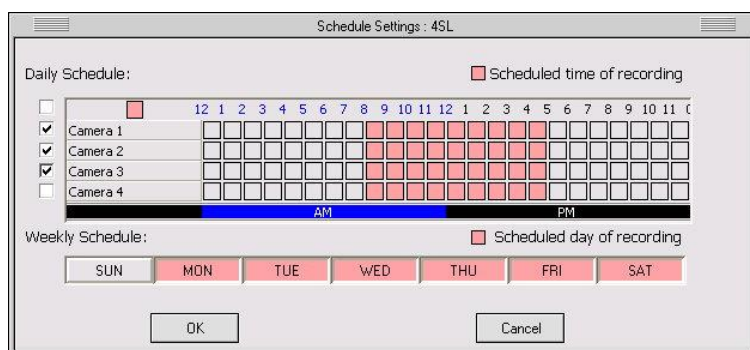 Schedule Settings : 4SL
Daily Schedule:
Scheduled time of recording
12 1 2 3 4 5 6 7 8 9 10 11 12 1 2 3 4 5 6 7 8 9 10 11
Camera 1
Camera 2
Camera 3
Camera 4
AM PM
Weekly Schedule:
Scheduled day of recording
SUN MON TUE WED THU FRI SAT
OK Cancel